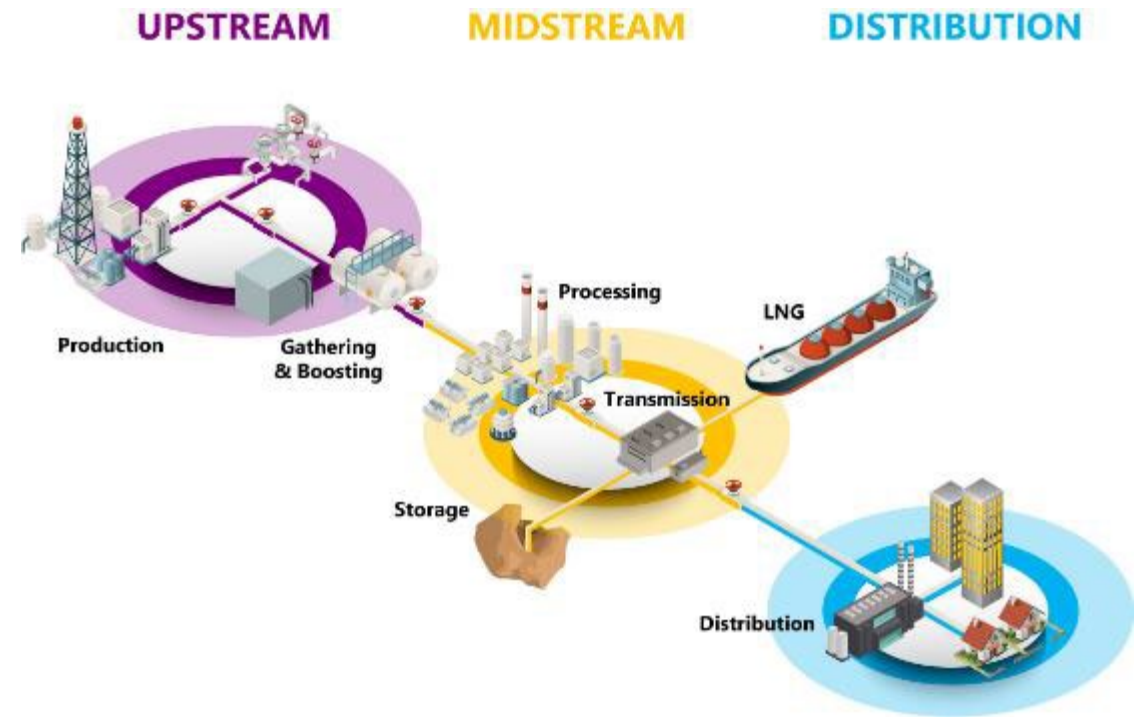 UPSTREAM
MIDSTREAM
DISTRIBUTION
Processing
LNG
Production
Gathering
& Boosting
Transmission
Storage
Distribution